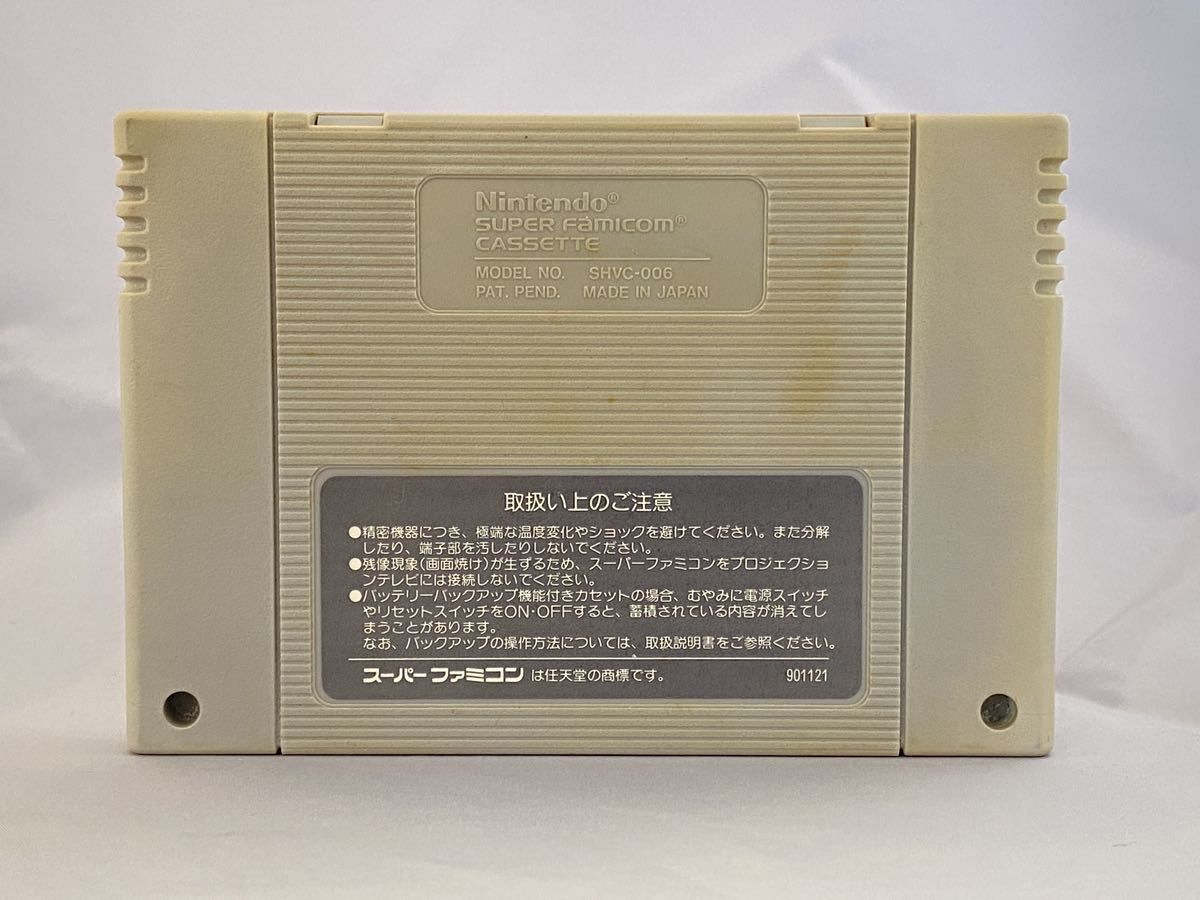 Nintendo®
SUPER FAMICOM®
CASSETTE
MODEL NO. SHVC-006
PAT. PEND. MADE IN JAPAN
取扱い上のご注意
●精密機器につき、極端な温度変化やショックを避けてください。また分解
したり、端子部を汚したりしないでください。
●残像現象(画面焼け)が生ずるため、スーパーファミコンをプロジェクショ
ンテレビには接続しないでください。
●バッテリーバックアップ機能付きカセットの場合、むやみに電源スイッチ
やリセットスイッチをON・OFFすると、蓄積されている内容が消えてし
まうことがあります。
なお、バックアップの操作方法については、取扱説明書をご参照ください。
スーパーファミコンは任天堂の商標です。 901121